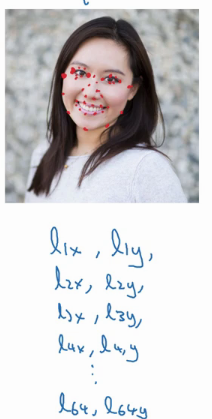 l1x, l1y,
l2x, l2y,
l3x, l3y,
l4x, l4y
⋮
l64, l64y